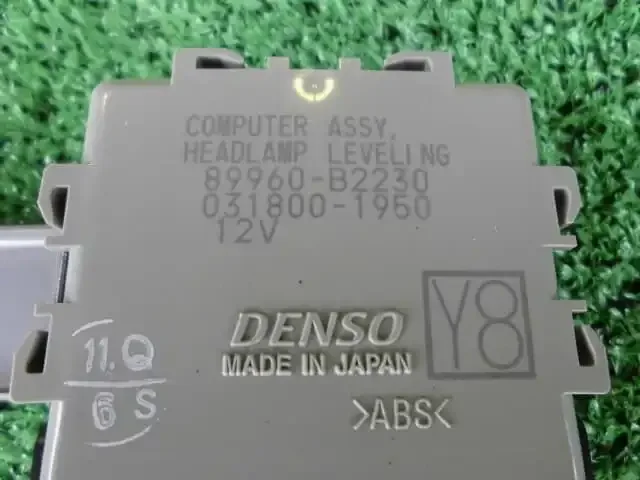 COMPUTER ASSY,
HEADLAMP LEVELING
89960-B2230
031800-1950
12V
DENSO
Y8
MADE IN JAPAN
11.Q
6 S
>ABS<